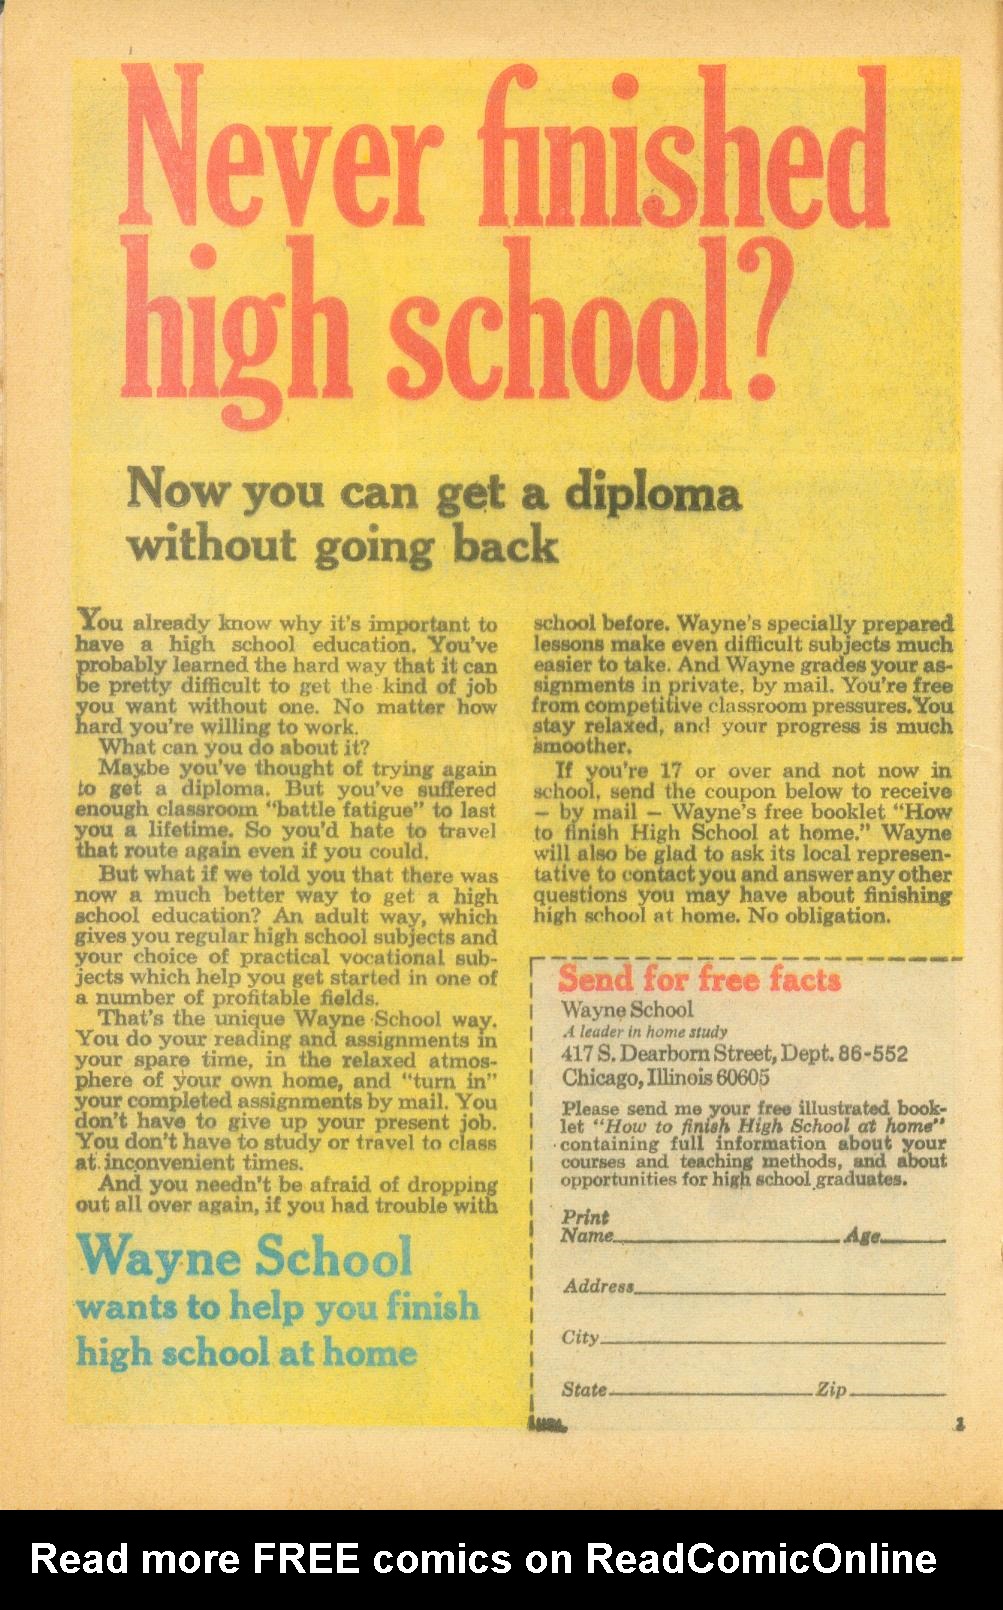 Never finished
high school?
Now you can get a diploma
without going back
You already know why it's important to
have a high school education. You've
probably learned the hard way that it can
be pretty difficult to get the kind of job
you want without one. No matter how
hard you're willing to work.
What can you do about it?
Maybe you've thought of trying again
to get a diploma. But you've suffered
enough classroom "battle fatigue" to last
you a lifetime. So you'd hate to travel
that route again even if you could.
But what if we told you that there was
now a much better way to get a high
school education? An adult way, which
gives you regular high school subjects and
your choice of practical vocational sub-
jects which help you get started in one of
a number of profitable fields.
That's the unique Wayne School way.
You do your reading and assignments in
your spare time, in the relaxed atmos-
phere of your own home, and "turn in"
your completed assignments by mail. You
don't have to give up your present job.
You don't have to study or travel to class
at inconvenient times.
And you needn't be afraid of dropping
out all over again, if you had trouble with
school before. Wayne's specially prepared
lessons make even difficult subjects much
easier to take. And Wayne grades your as-
signments in private, by mail. You're free
from competitive classroom pressures. You
stay relaxed, and your progress is much
smoother.
If you're 17 or over and not now in
school, send the coupon below to receive
— by mail — Wayne's free booklet "How
to finish High School at home." Wayne
will also be glad to ask its local represen-
tative to contact you and answer any other
questions you may have about finishing
high school at home. No obligation.
Wayne School
wants to help you finish
high school at home
Send for free facts
Wayne School
A leader in home study
417 S. Dearborn Street, Dept. 86-552
Chicago, Illinois 60605
Please send me your free illustrated book-
let "How to finish High School at home"
containing full information about your
courses and teaching methods, and about
opportunities for high school graduates.
Print
Name Age
Address
City
State Zip
1
Read more FREE comics on ReadComicOnline